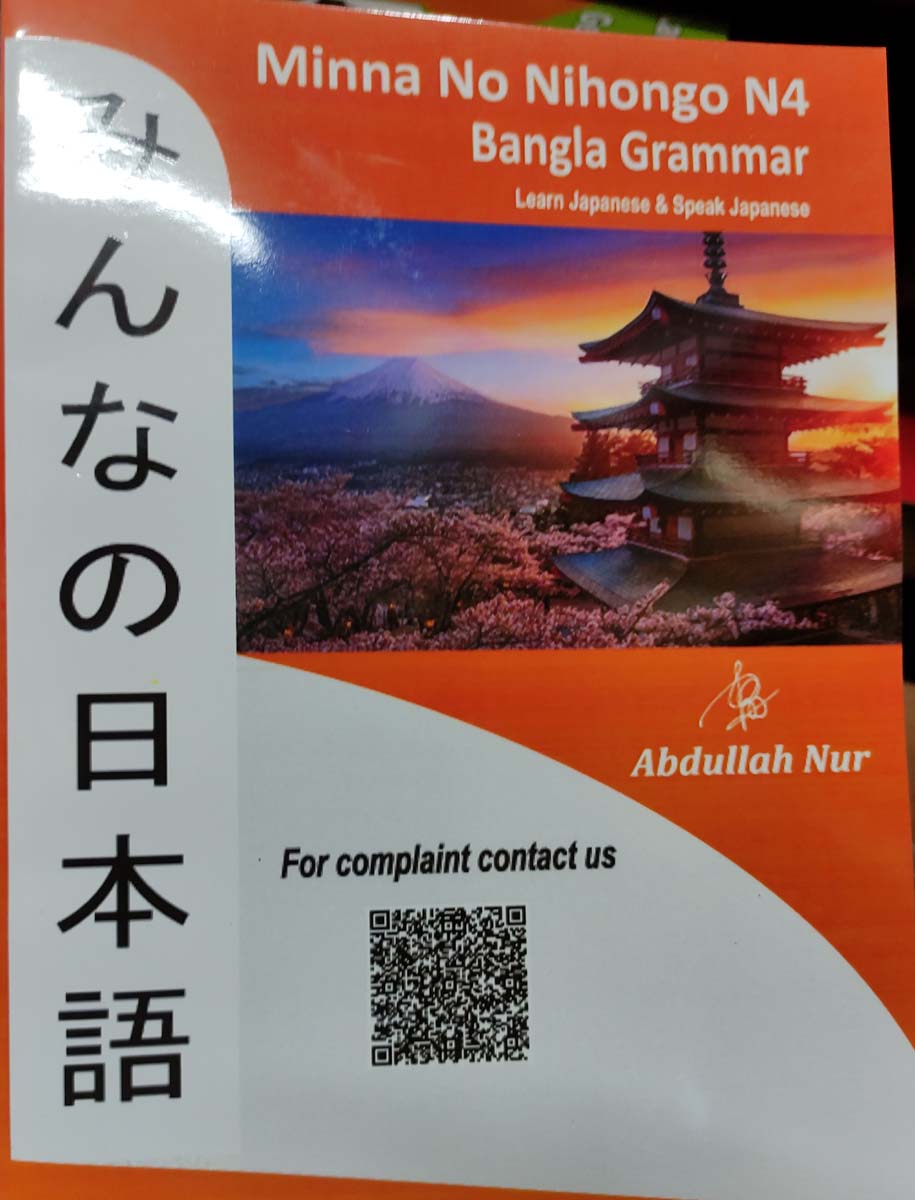 みんなの日本語
Minna No Nihongo N4
Bangla Grammar
Learn Japanese & Speak Japanese
Abdullah Nur
For complaint contact us